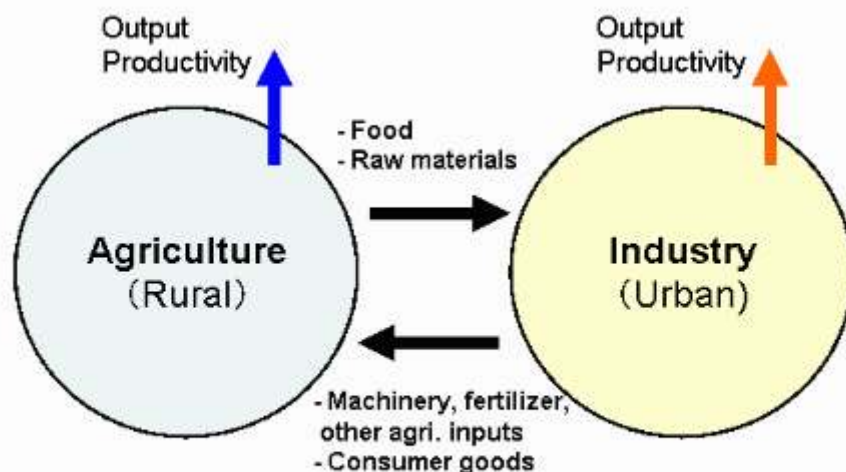 Output
Productivity
Output
Productivity
- Food
- Raw materials
Agriculture
（Rural）
Industry
（Urban)
- Machinery, fertilizer,
other agri. inputs
- Consumer goods